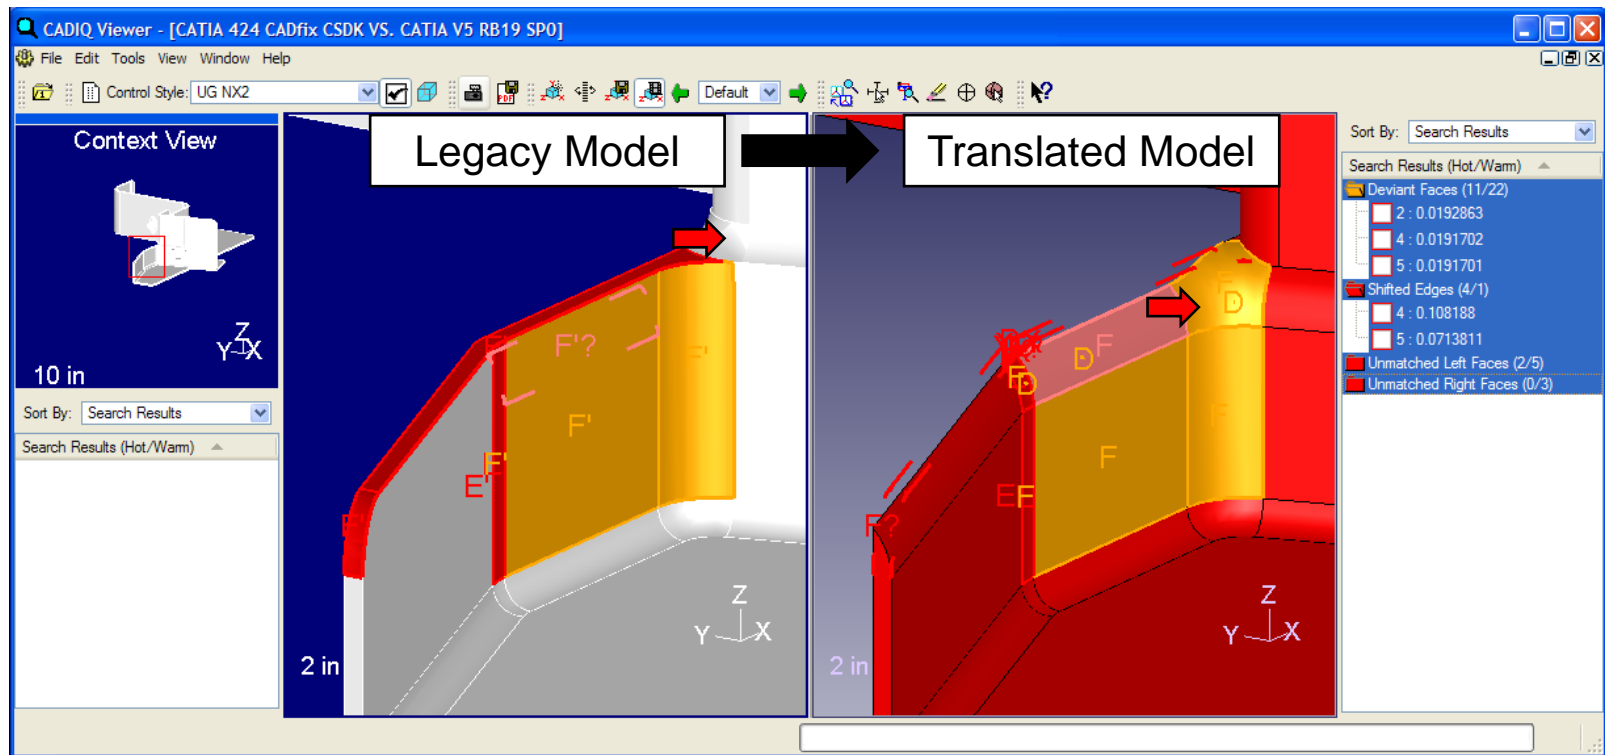 CADIQ Viewer - [CATIA 424 CADfix CSDK VS. CATIA V5 RB19 SP0]
File Edit Tools View Window Help
Control Style: UG NX2
PDF
Default
Context View
Z
Y X
10 in
Sort By: Search Results
Search Results (Hot/Warm)
Legacy Model
F'?
F'
F'
F'
E'
Z
Y X
2 in
Translated Model
F
D
D F
F
D
F
F
E F
F?
Z
Y X
2 in
Sort By: Search Results
Search Results (Hot/Warm)
Deviant Faces (11/22)
2 : 0.0192863
4 : 0.0191702
5 : 0.0191701
Shifted Edges (4/1)
4 : 0.108188
5 : 0.0713811
Unmatched Left Faces (2/5)
Unmatched Right Faces (0/3)